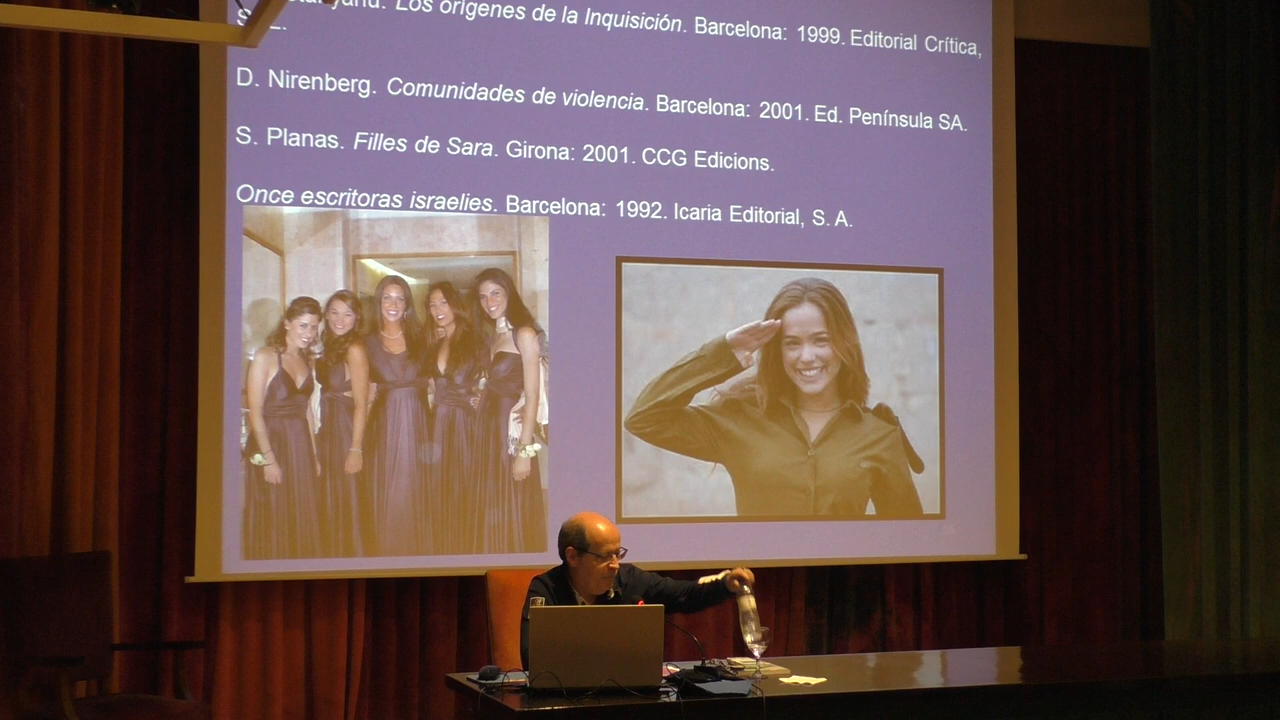 Los orígenes de la Inquisición. Barcelona: 1999. Editorial Crítica,
D. Nirenberg. Comunidades de violencia. Barcelona: 2001. Ed. Península SA.
S. Planas. Filles de Sara. Girona: 2001. CCG Edicions.
Once escritoras israelies. Barcelona: 1992. Icaria Editorial, S. A.